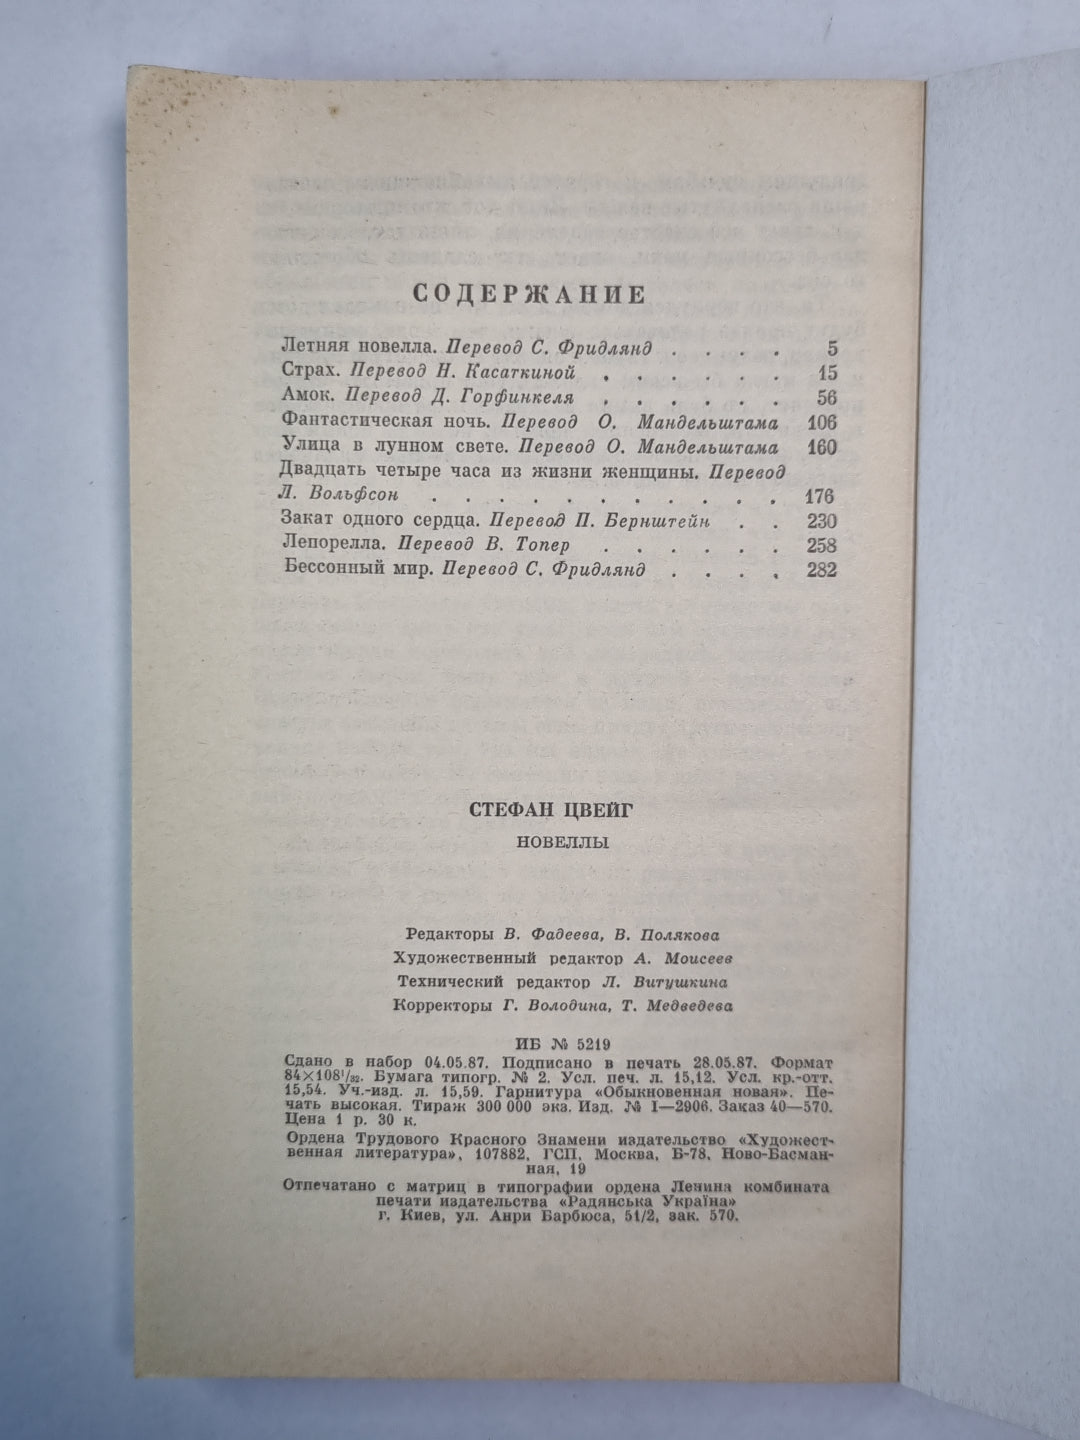 СОДЕРЖАНИЕ
Летняя новелла. Перевод С. Фридлянд . . . . 5
Страх. Перевод Н. Касаткиной . . . . . . 15
Амок. Перевод Д. Горфинкеля . . . . . . 56
Фантастическая ночь. Перевод О. Мандельштама 106
Улица в лунном свете. Перевод О. Мандельштама 160
Двадцать четыре часа из жизни женщины. Перевод
Л. Вольфсон . . . . . . . . . . . 176
Закат одного сердца. Перевод П. Бернштейн . . 230
Лепорелла. Перевод В. Топер . . . . . . 258
Бессонный мир. Перевод С. Фридлянд . . . . 282
СТЕФАН ЦВЕЙГ
НОВЕЛЛЫ
Редакторы В. Фадеева, В. Полякова
Художественный редактор А. Моисеев
Технический редактор Л. Витушкина
Корректоры Г. Володина, Т. Медведева
ИБ № 5219
Сдано в набор 04.05.87. Подписано в печать 28.05.87. Формат
84×108¹/₃₂. Бумага типогр. № 2. Усл. печ. л. 15,12. Усл. кр.-отт.
15,54. Уч.-изд. л. 15,59. Гарнитура «Обыкновенная новая». Пе-
чать высокая. Тираж 300 000 экз. Изд. № I—2906. Заказ 40—570.
Цена 1 р. 30 к.
Ордена Трудового Красного Знамени издательство «Художест-
венная литература», 107882, ГСП, Москва, Б-78, Ново-Басман-
ная, 19
Отпечатано с матриц в типографии ордена Ленина комбината
печати издательства «Радянська Україна»
г. Киев, ул. Анри Барбюса, 51/2, зак. 570.